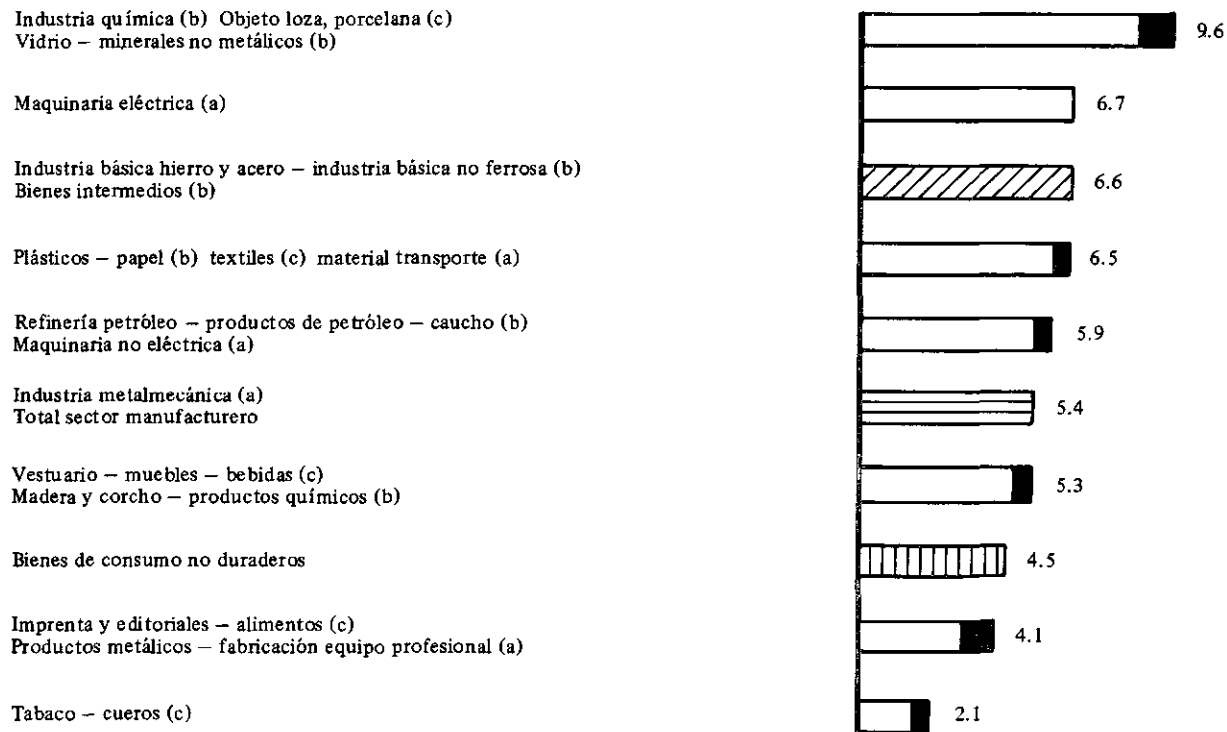 Industria química (b) Objeto loza, porcelana (c)
Vidrio – minerales no metálicos (b)
9.6
Maquinaria eléctrica (a)
6.7
Industria básica hierro y acero – industria básica no ferrosa (b)
Bienes intermedios (b)
6.6
Plásticos – papel (b) textiles (c) material transporte (a)
6.5
Refinería petróleo – productos de petróleo – caucho (b)
Maquinaria no eléctrica (a)
5.9
Industria metalmecánica (a)
Total sector manufacturero
5.4
Vestuario – muebles – bebidas (c)
Madera y corcho – productos químicos (b)
5.3
Bienes de consumo no duraderos
4.5
Imprenta y editoriales – alimentos (c)
Productos metálicos – fabricación equipo profesional (a)
4.1
Tabaco – cueros (c)
2.1